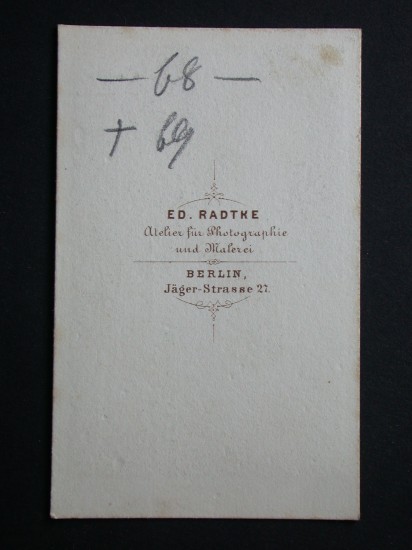 — 68 —
+ 69
ED. RADTKE
Atelier für Photographie
und Malerei
BERLIN,
Jäger-Strasse 27.